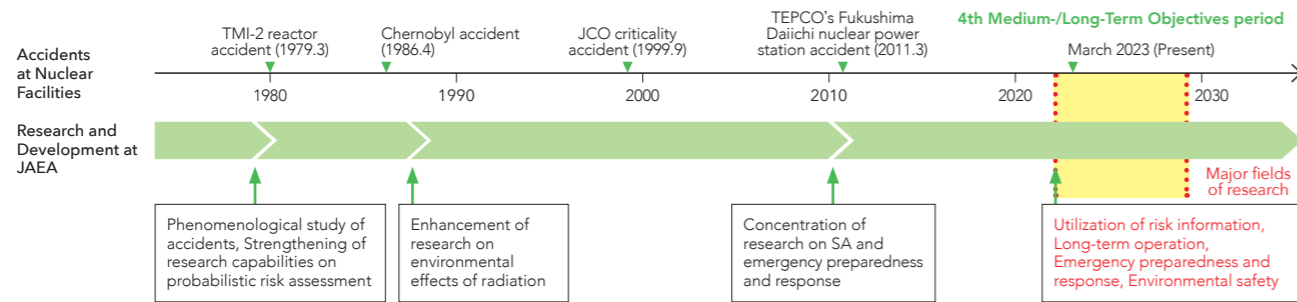 4th Medium-/Long-Term Objectives period
TMI-2 reactor
accident (1979.3)
Chernobyl accident
(1986.4)
JCO criticality
accident (1999.9)
TEPCO's Fukushima
Daiichi nuclear power
station accident (2011.3)
March 2023 (Present)
Accidents
at Nuclear
Facilities
1980
1990
2000
2010
2020
2030
Research and
Development at
JAEA
Major fields
of research
Phenomenological study of
accidents, Strengthening of
research capabilities on
probabilistic risk assessment
Enhancement of
research on
environmental
effects of radiation
Concentration of
research on SA and
emergency preparedness
and response
Utilization of risk information,
Long-term operation,
Emergency preparedness and
response, Environmental safety